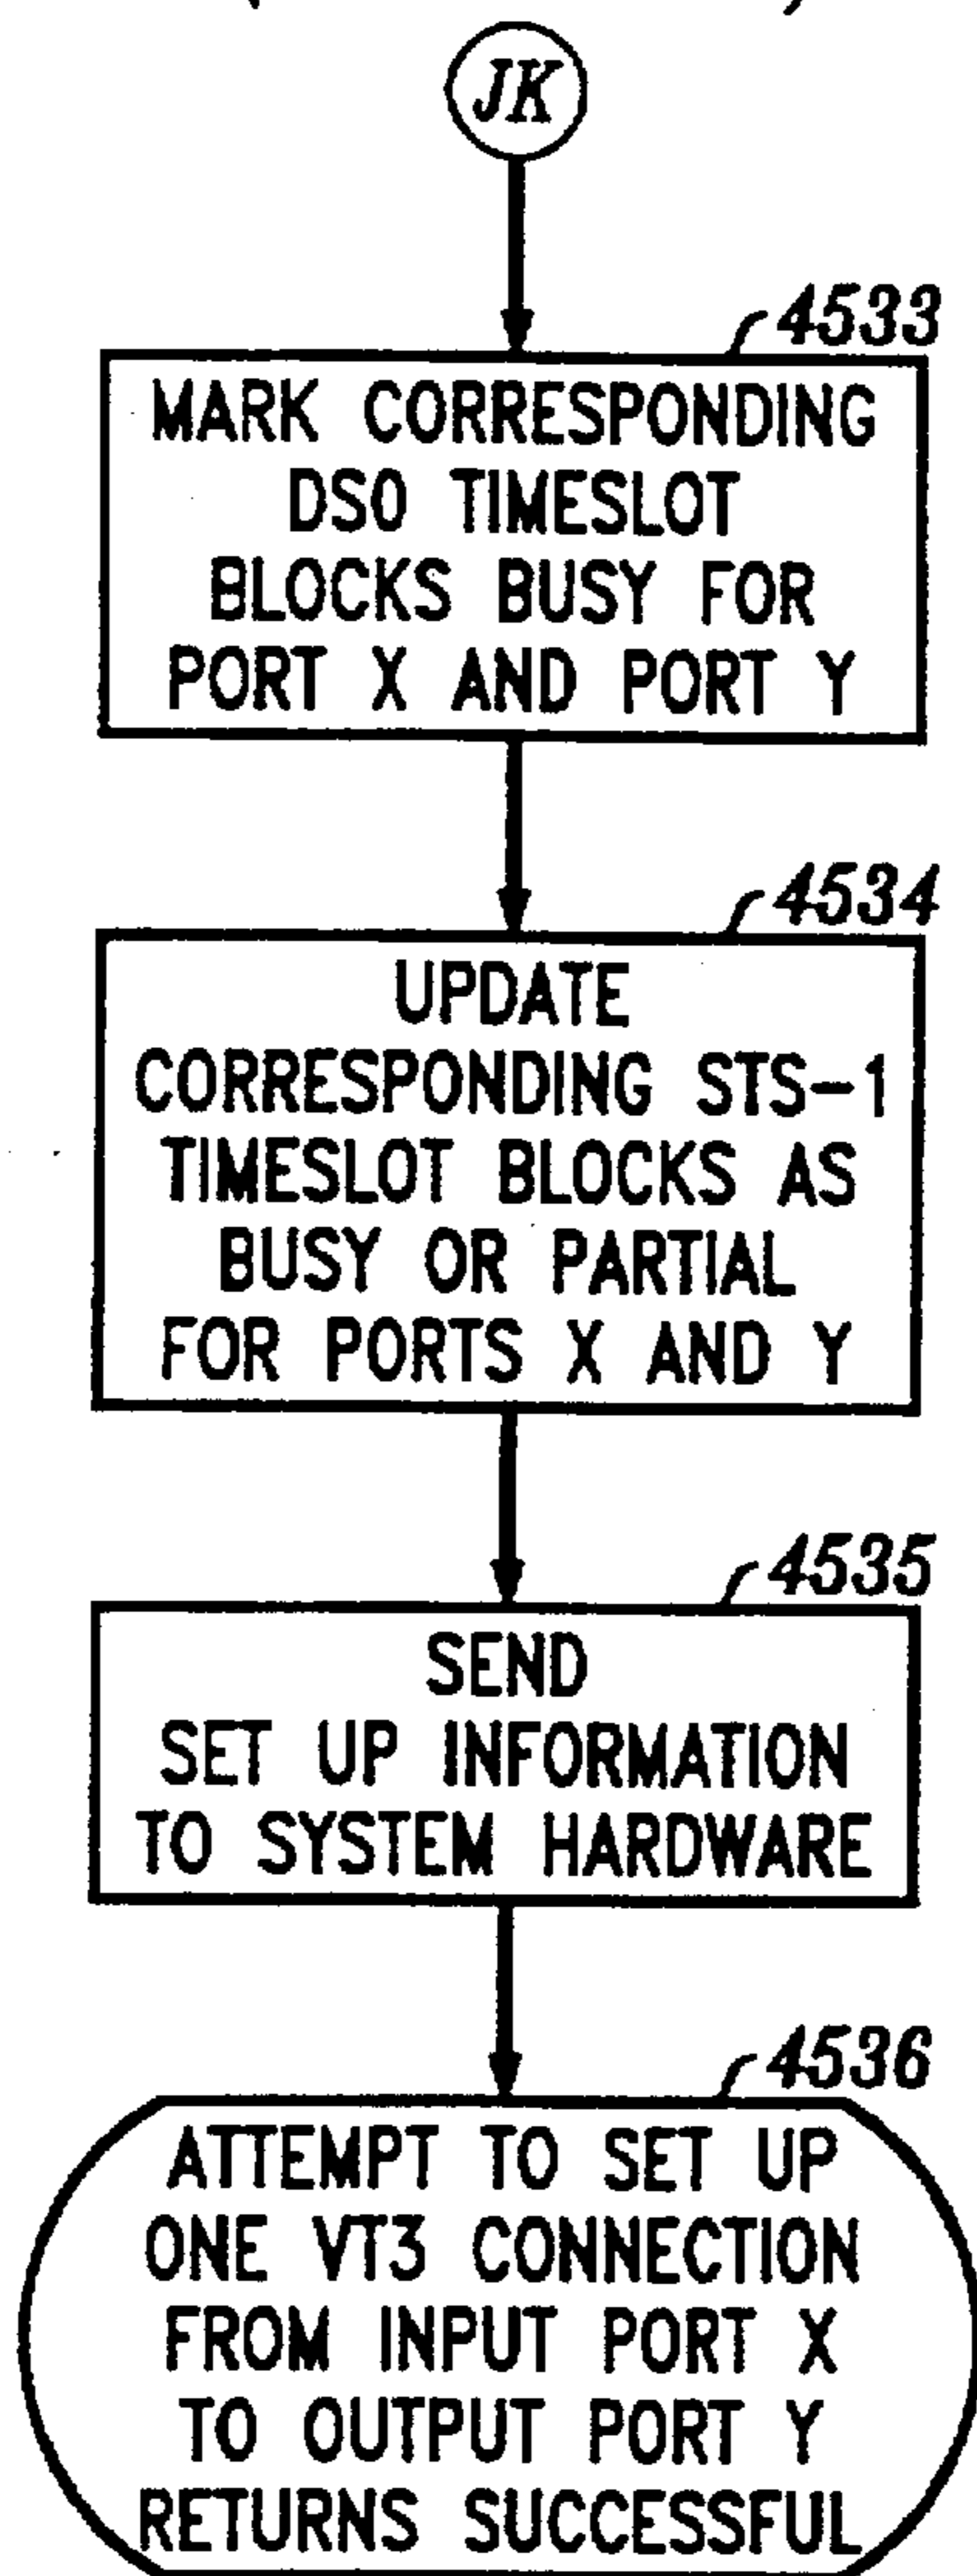 JK
4533
MARK CORRESPONDING
DS0 TIMESLOT
BLOCKS BUSY FOR
PORT X AND PORT Y
4534
UPDATE
CORRESPONDING STS-1
TIMESLOT BLOCKS AS
BUSY OR PARTIAL
FOR PORTS X AND Y
4535
SEND
SET UP INFORMATION
TO SYSTEM HARDWARE
4536
ATTEMPT TO SET UP
ONE VT3 CONNECTION
FROM INPUT PORT X
TO OUTPUT PORT Y
RETURNS SUCCESSFUL